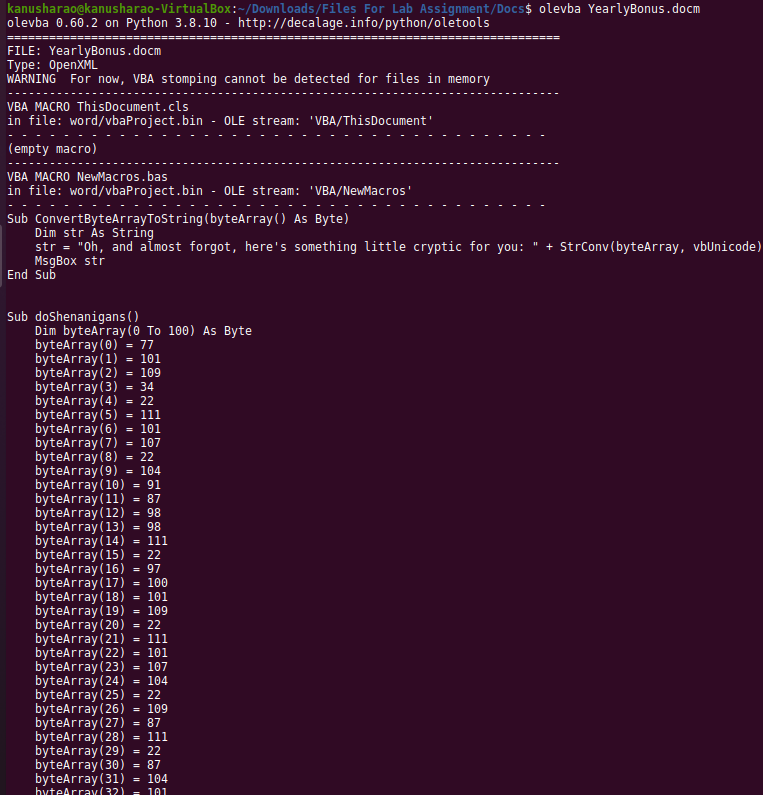 kanusharao@kanusharao-VirtualBox:~/Downloads/Files For Lab Assignment/Docs$ olevba YearlyBonus.docm
olevba 0.60.2 on Python 3.8.10 - http://decalage.info/python/oletools
===============================================================================
FILE: YearlyBonus.docm
Type: OpenXML
WARNING  For now, VBA stomping cannot be detected for files in memory
-------------------------------------------------------------------------------
VBA MACRO ThisDocument.cls
in file: word/vbaProject.bin - OLE stream: 'VBA/ThisDocument'
- - - - - - - - - - - - - - - - - - - - - - - - - - - - - - - - - - - - - - -
(empty macro)
-------------------------------------------------------------------------------
VBA MACRO NewMacros.bas
in file: word/vbaProject.bin - OLE stream: 'VBA/NewMacros'
- - - - - - - - - - - - - - - - - - - - - - - - - - - - - - - - - - - - - - -
Sub ConvertByteArrayToString(byteArray() As Byte)
    Dim str As String
    str = "Oh, and almost forgot, here's something little cryptic for you: " + StrConv(byteArray, vbUnicode)
    MsgBox str
End Sub
Sub doShenanigans()
    Dim byteArray(0 To 100) As Byte
    byteArray(0) = 77
    byteArray(1) = 101
    byteArray(2) = 109
    byteArray(3) = 34
    byteArray(4) = 22
    byteArray(5) = 111
    byteArray(6) = 101
    byteArray(7) = 107
    byteArray(8) = 22
    byteArray(9) = 104
    byteArray(10) = 91
    byteArray(11) = 87
    byteArray(12) = 98
    byteArray(13) = 98
    byteArray(14) = 111
    byteArray(15) = 22
    byteArray(16) = 97
    byteArray(17) = 100
    byteArray(18) = 101
    byteArray(19) = 109
    byteArray(20) = 22
    byteArray(21) = 111
    byteArray(22) = 101
    byteArray(23) = 107
    byteArray(24) = 104
    byteArray(25) = 22
    byteArray(26) = 109
    byteArray(27) = 87
    byteArray(28) = 111
    byteArray(29) = 22
    byteArray(30) = 87
    byteArray(31) = 104
    byteArray(32) = 101